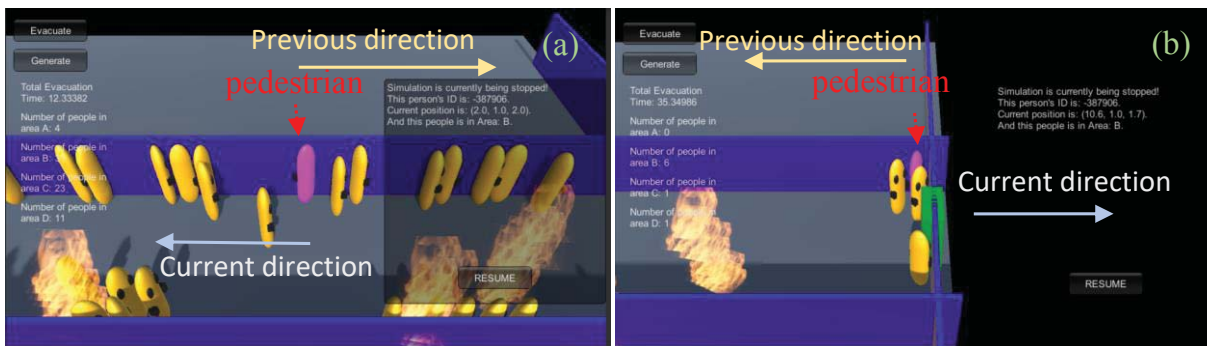 Evacuate
Generate
Previous direction
(a)
pedestrian
Total Evacuation
Time: 12.33382
Number of people in
area A: 4
Number of people in
area B:
Number of people in
area C: 23
Number of people in
area D: 11
Simulation is currently being stopped!
This person's ID is: -387906.
Current position is: (2.0, 1.0, 2.0).
And this people is in Area: B.
Current direction
RESUME
Evacuate
Generate
Previous direction
(b)
pedestrian
Total Evacuation
Time: 35.34986
Number of people in
area A: 0
Number of people in
area B: 6
Number of people in
area C: 1
Number of people in
area D: 1
Simulation is currently being stopped!
This person's ID is: -387906.
Current position is: (10.6, 1.0, 1.7).
And this people is in Area: B.
Current direction
RESUME